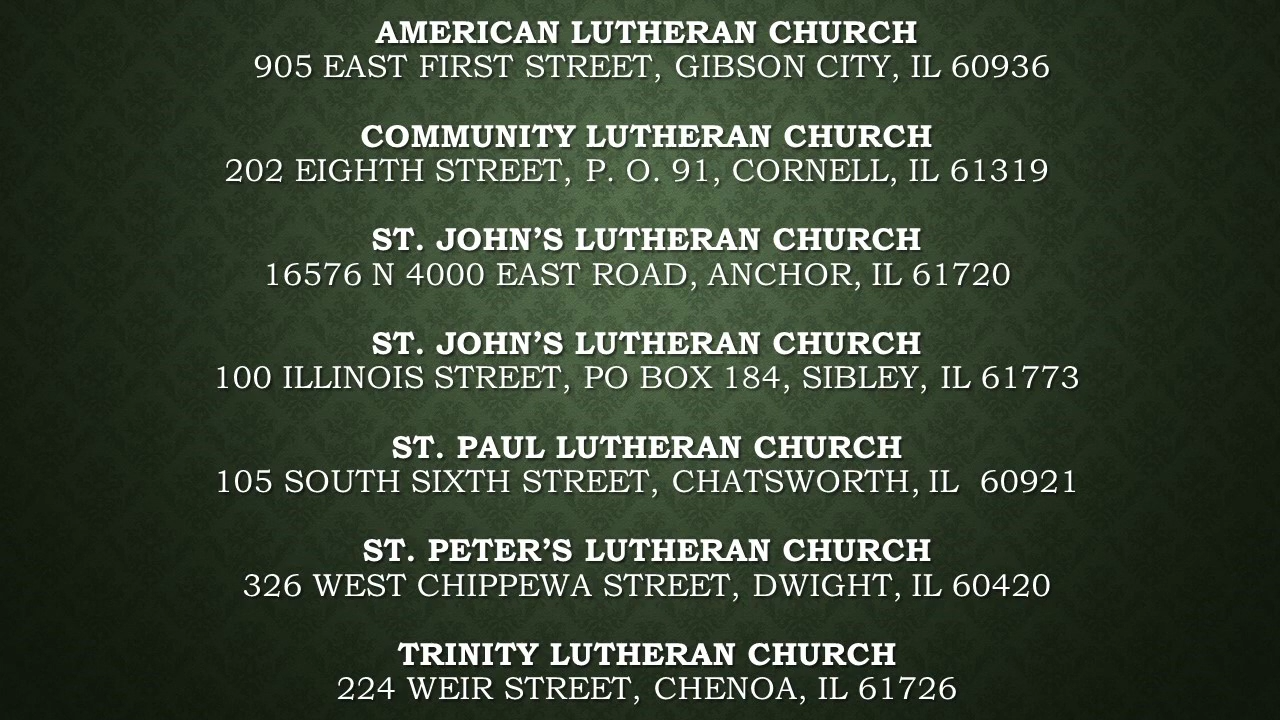 AMERICAN LUTHERAN CHURCH
905 EAST FIRST STREET, GIBSON CITY, IL 60936
COMMUNITY LUTHERAN CHURCH
202 EIGHTH STREET, P. O. 91, CORNELL, IL 61319
ST. JOHN’S LUTHERAN CHURCH
16576 N 4000 EAST ROAD, ANCHOR, IL 61720
ST. JOHN’S LUTHERAN CHURCH
100 ILLINOIS STREET, PO BOX 184, SIBLEY, IL 61773
ST. PAUL LUTHERAN CHURCH
105 SOUTH SIXTH STREET, CHATSWORTH, IL  60921
ST. PETER’S LUTHERAN CHURCH
326 WEST CHIPPEWA STREET, DWIGHT, IL 60420
TRINITY LUTHERAN CHURCH
224 WEIR STREET, CHENOA, IL 61726